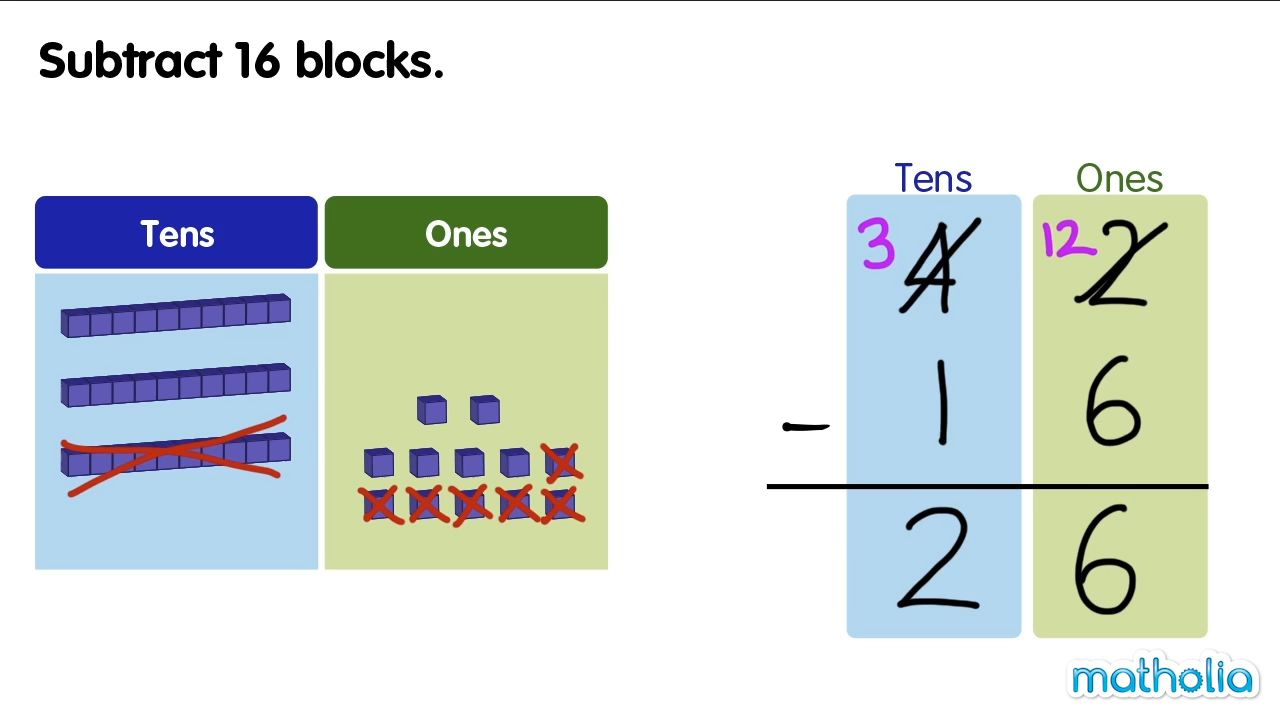 Subtract 16 blocks.
Tens Ones
Tens Ones
3 4 12 2
- 1 6
2 6
matholia